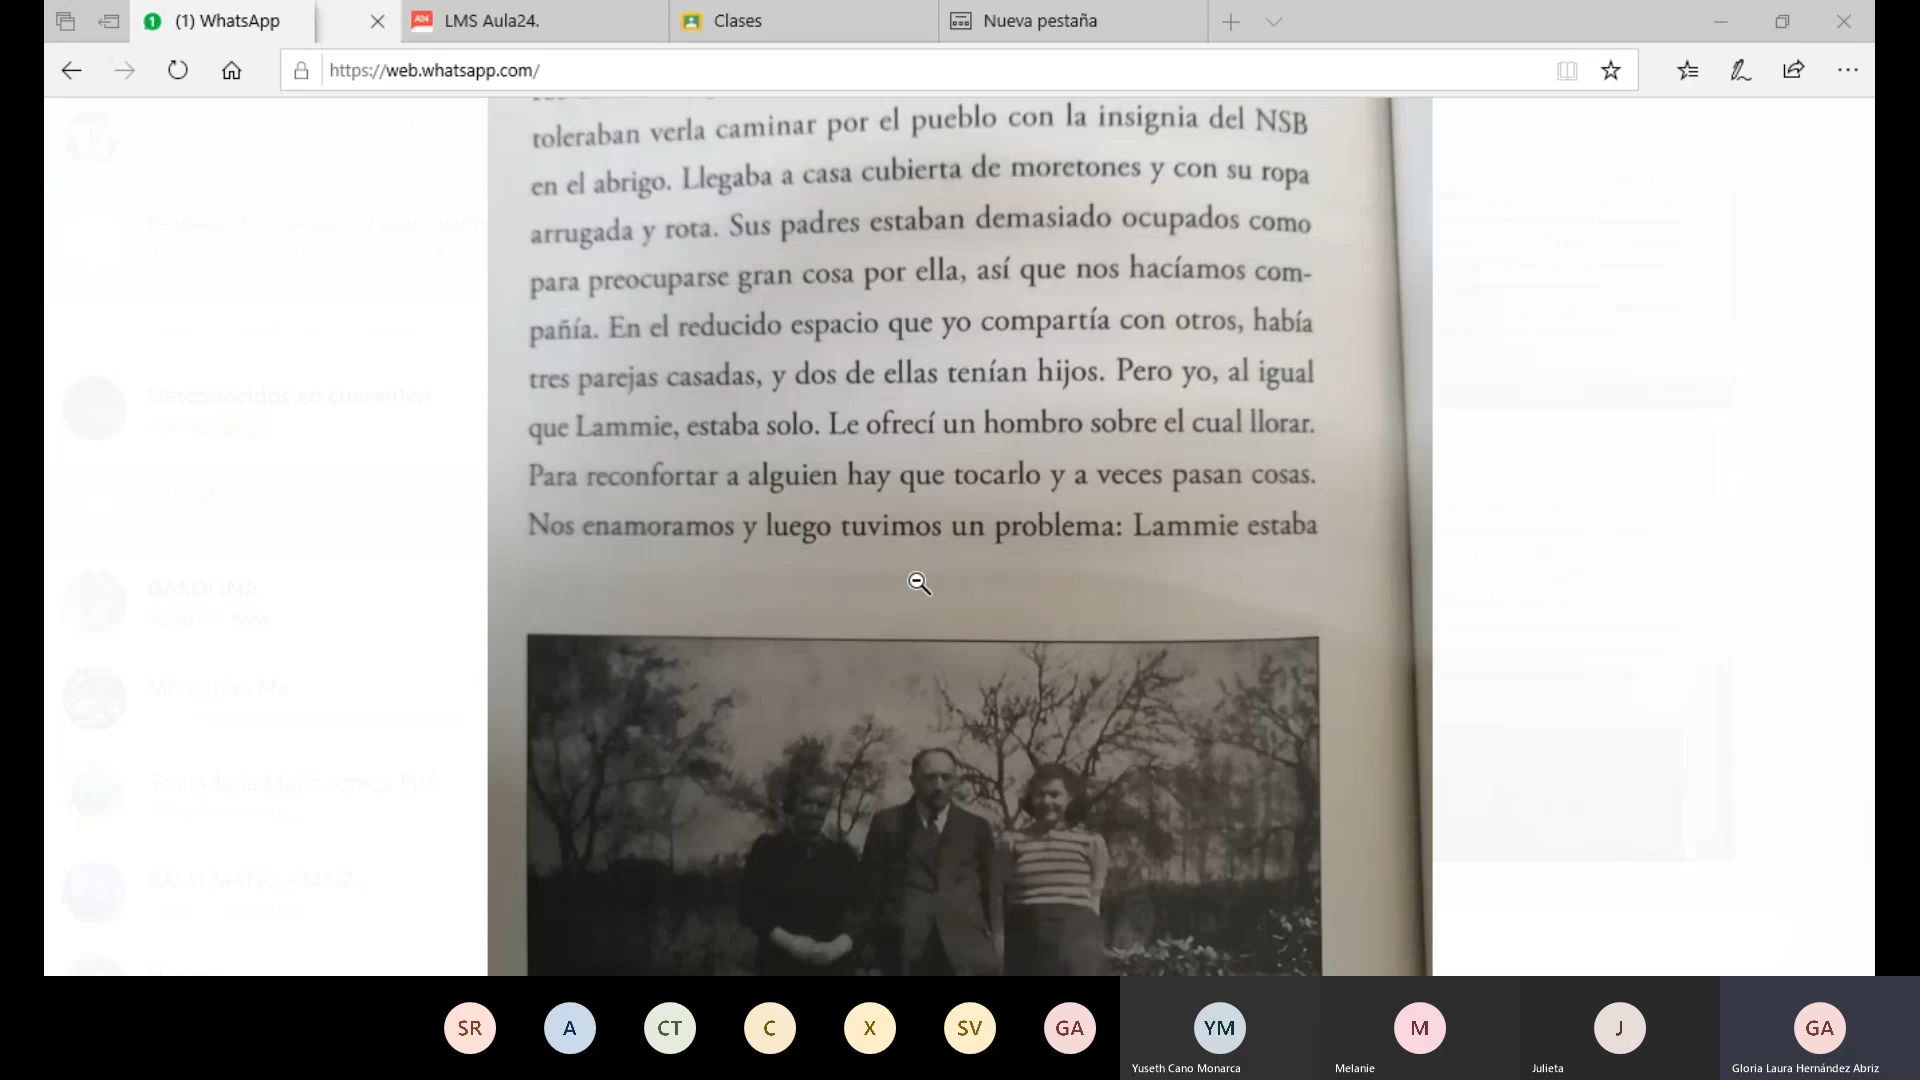 (1) WhatsApp
LMS Aula24.
Clases
Nueva pestaña
https://web.whatsapp.com/
toleraban verla caminar por el pueblo con la insignia del NSB
en el abrigo. Llegaba a casa cubierta de moretones y con su ropa
arrugada y rota. Sus padres estaban demasiado ocupados como
para preocuparse gran cosa por ella, así que nos hacíamos com-
pañía. En el reducido espacio que yo compartía con otros, había
tres parejas casadas, y dos de ellas tenían hijos. Pero yo, al igual
que Lammie, estaba solo. Le ofrecí un hombro sobre el cual llorar.
Para reconfortar a alguien hay que tocarlo y a veces pasan cosas.
Nos enamoramos y luego tuvimos un problema: Lammie estaba
Desconocidos en cuarenten
GASOLINA
SR
A
CT
C
X
SV
GA
YM
M
J
GA
Yuseth Cano Monarca
Melanie
Julieta
Gloria Laura Hernández Abriz